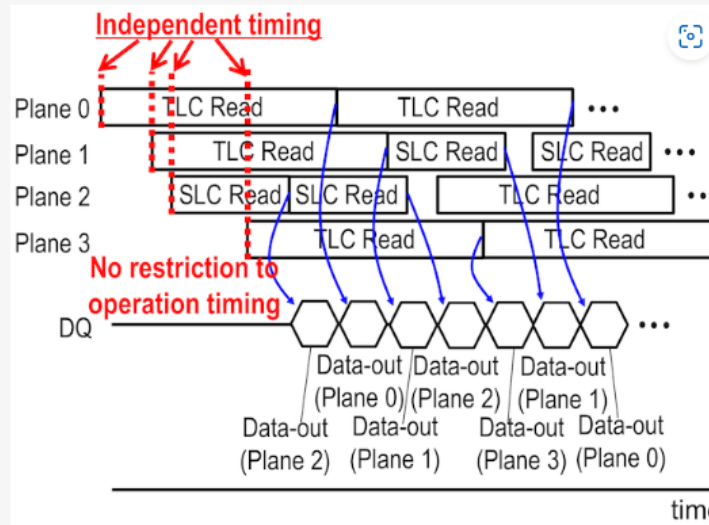 Independent timing
Plane 0 TLC Read TLC Read •••
Plane 1 TLC Read SLC Read SLC Read •••
Plane 2 SLC Read SLC Read TLC Read ••
Plane 3 TLC Read TLC Read
No restriction to
operation timing
DQ •••
Data-out Data-out Data-out
(Plane 0) (Plane 2) (Plane 1)
Data-out Data-out Data-out Data-out
(Plane 2) (Plane 1) (Plane 3) (Plane 0)
time